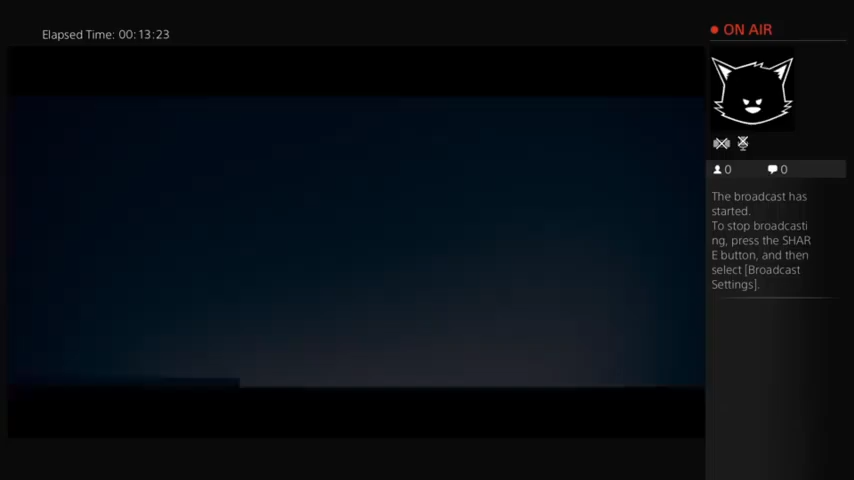 Elapsed Time: 00:13:23
ON AIR
0 0
The broadcast has
started.
To stop broadcasti
ng, press the SHAR
E button, and then
select [Broadcast
Settings].